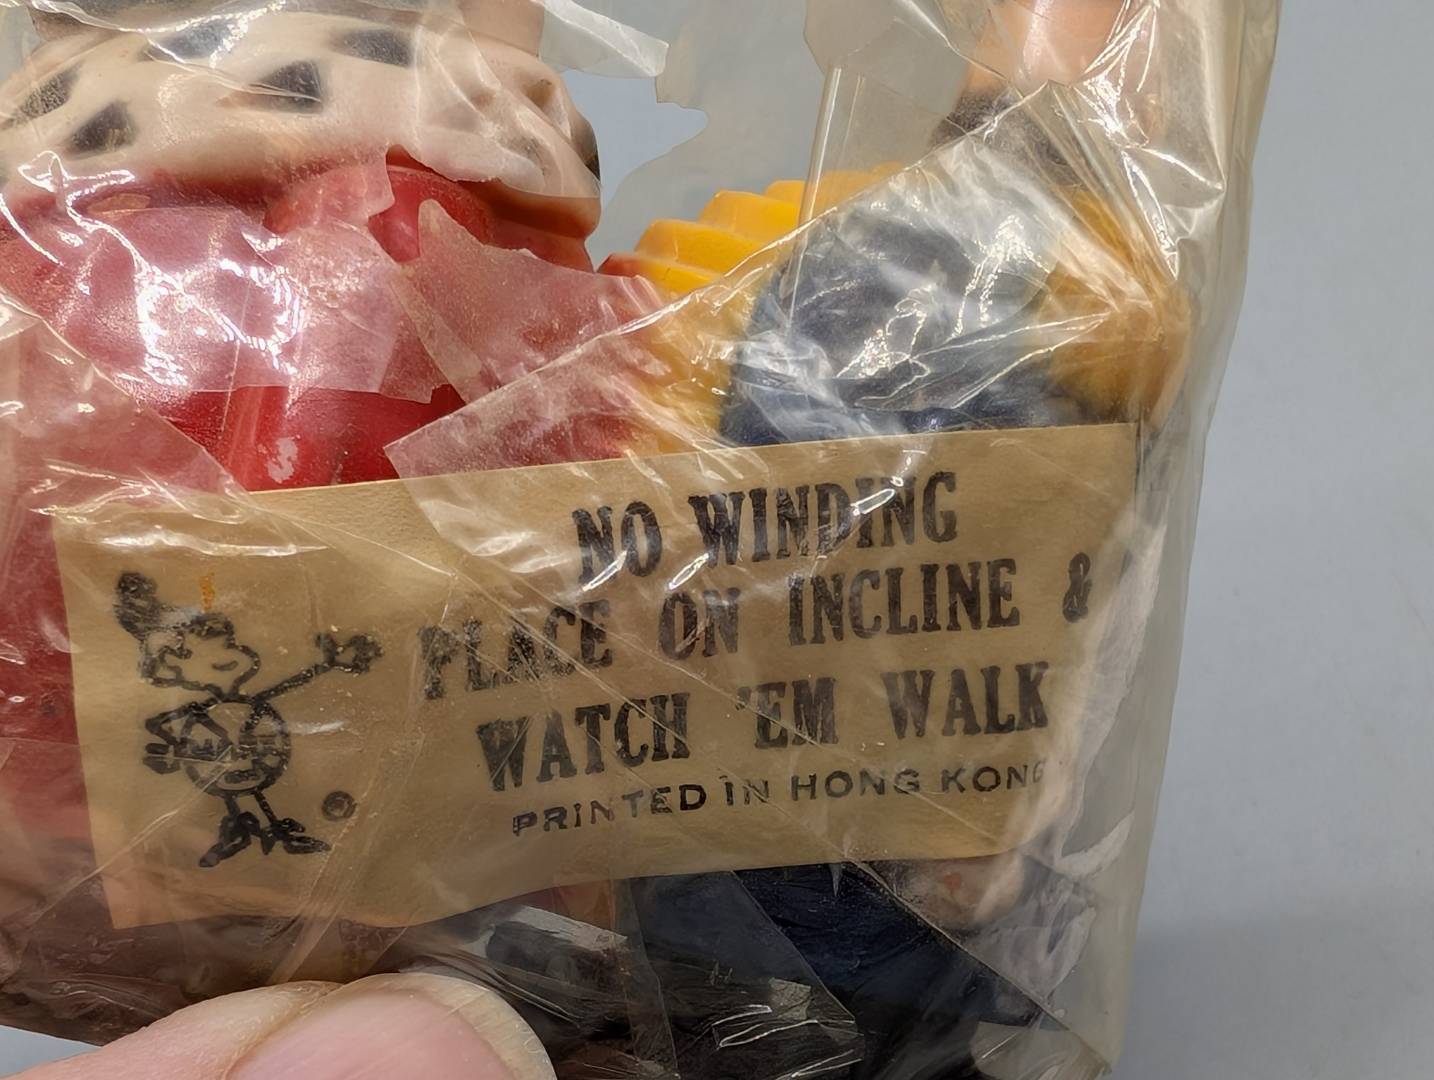 NO WINDING
PLACE ON INCLINE &
WATCH 'EM WALK
PRINTED IN HONG KONG
®